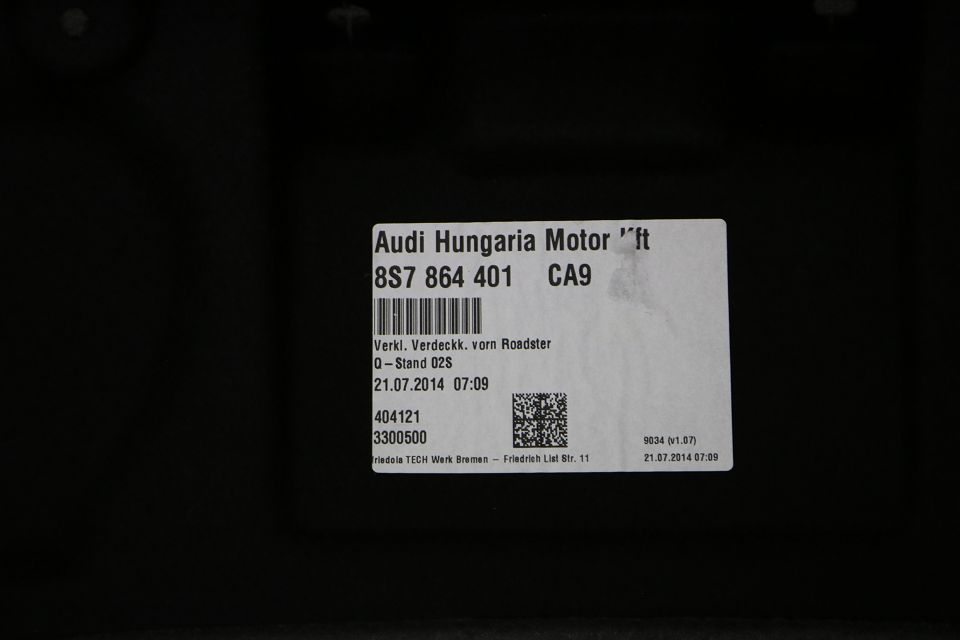 Audi Hungaria Motor Kft
8S7 864 401 CA9
Verkl. Verdeckk. vorn Roadster
Q-Stand 02S
21.07.2014 07:09
404121
3300500
9034 (v1.07)
friedola TECH Werk Bremen - Friedrich List Str. 11
21.07.2014 07:09